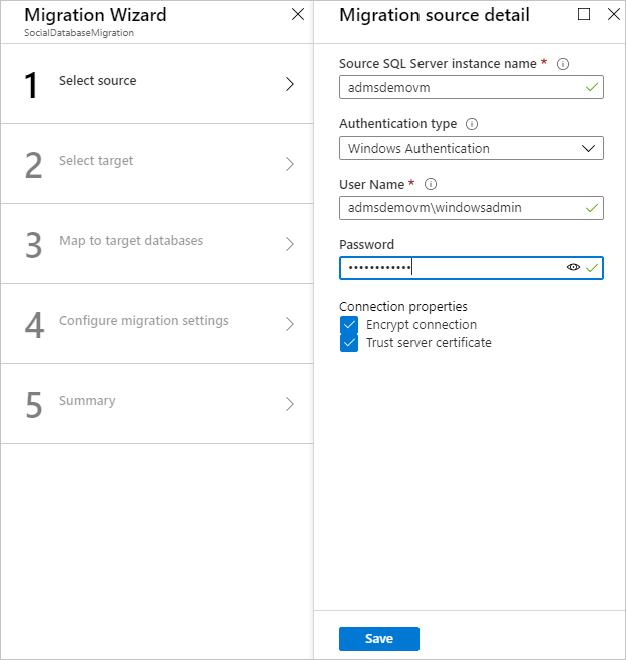 Migration Wizard
SocialDatabaseMigration
1 Select source
2 Select target
3 Map to target databases
4 Configure migration settings
5 Summary
Migration source detail
Source SQL Server instance name *
admsdemovm
Authentication type
Windows Authentication
User Name *
admsdemovm\windowsadmin
Password
••••••••••••
Connection properties
Encrypt connection
Trust server certificate
Save